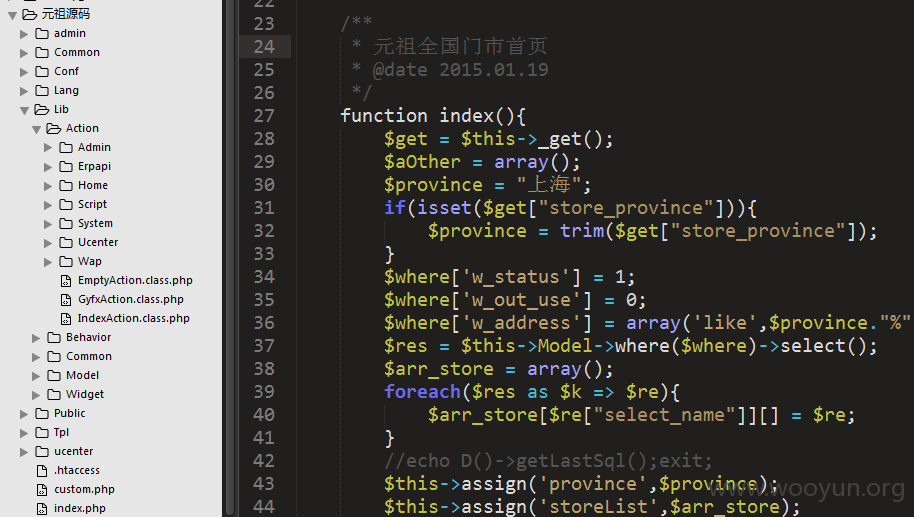 元祖源码
admin
Common
Conf
Lang
Lib
Action
Admin
Erpapi
Home
Script
System
Ucenter
Wap
EmptyAction.class.php
GyfxAction.class.php
IndexAction.class.php
Behavior
Common
Model
Widget
Public
Tpl
ucenter
.htaccess
custom.php
index.php
22
23 /**
24 * 元祖全国门市首页
25 * @date 2015.01.19
26 */
27 function index(){
28 $get = $this->_get();
29 $aOther = array();
30 $province = "上海";
31 if(isset($get["store_province"])){
32 $province = trim($get["store_province"]);
33 }
34 $where['w_status'] = 1;
35 $where['w_out_use'] = 0;
36 $where['w_address'] = array('like',$province."%"
37 $res = $this->Model->where($where)->select();
38 $arr_store = array();
39 foreach($res as $k => $re){
40 $arr_store[$re["select_name"]][] = $re;
41 }
42 //echo D()->getLastSql();exit;
43 $this->assign('province',$province);
44 $this->assign('storeList',$arr_store);
www.wooyun.org